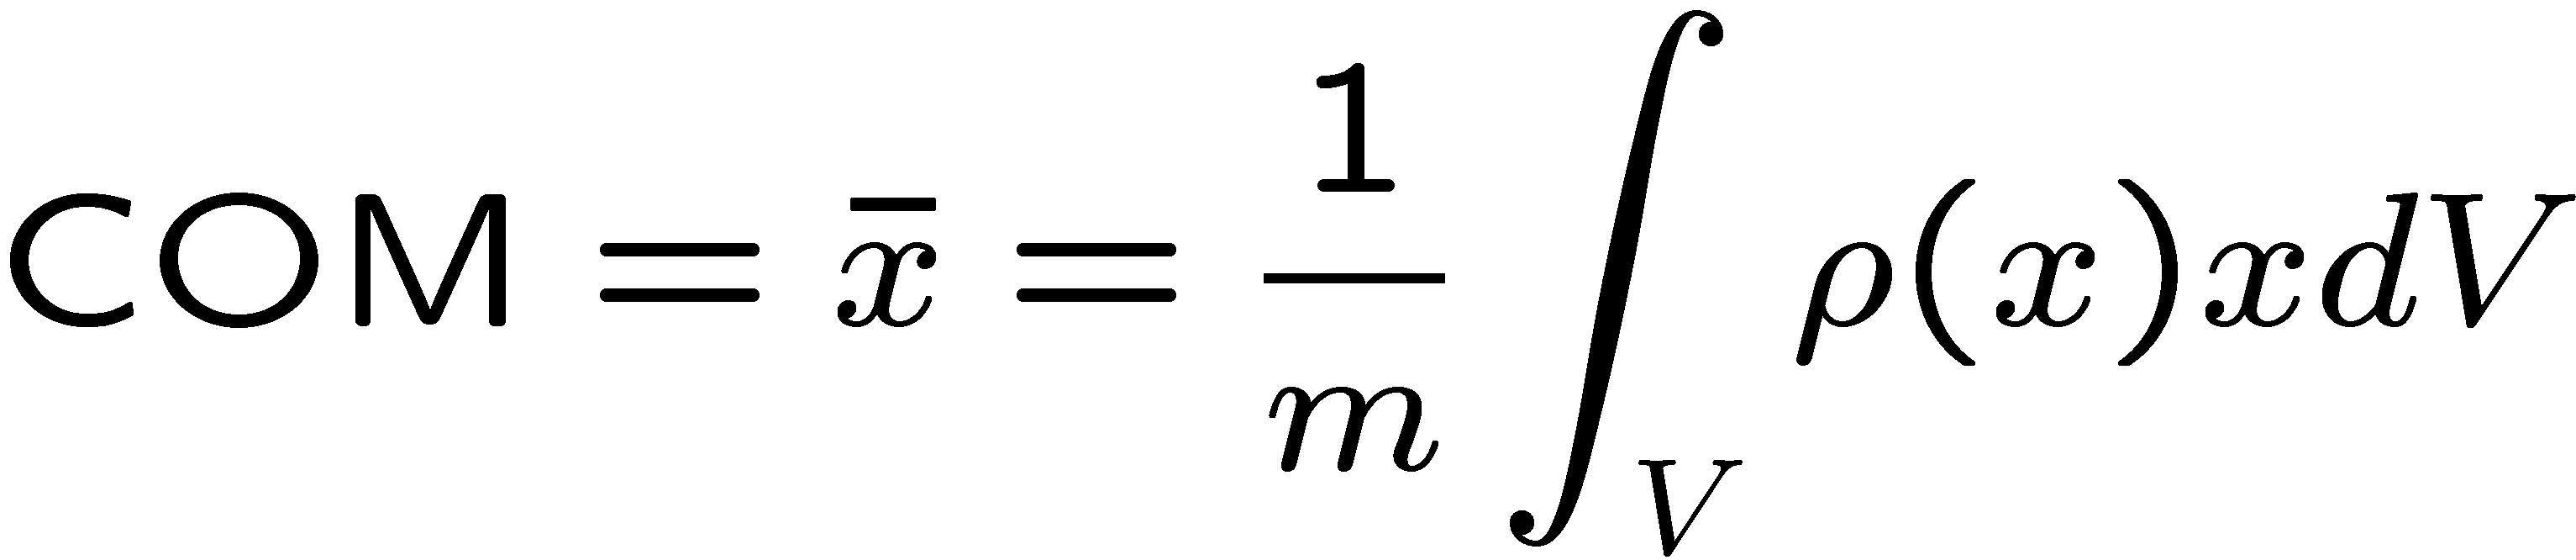 COM = x̄ = 1/m ∫_V ρ(x)xdV